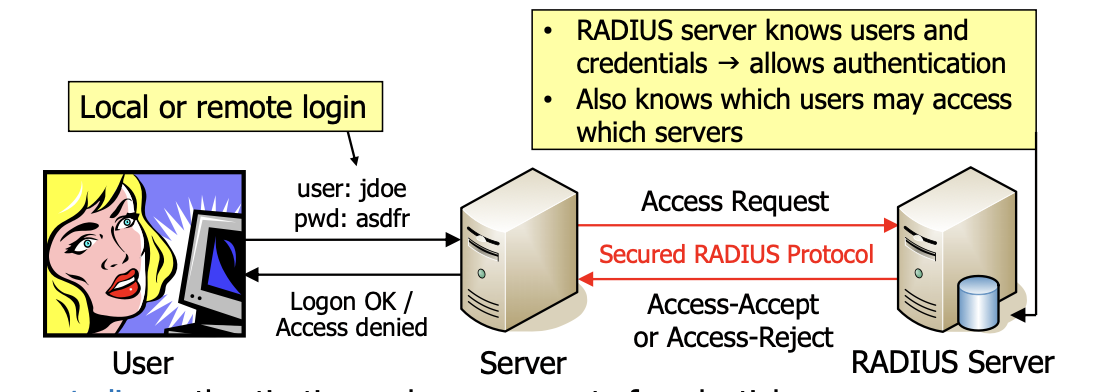 • RADIUS server knows users and
credentials → allows authentication
• Also knows which users may access
which servers
Local or remote login
user: jdoe
pwd: asdfr
Access Request
Secured RADIUS Protocol
Logon OK /
Access denied
Access-Accept
or Access-Reject
User
Server
RADIUS Server